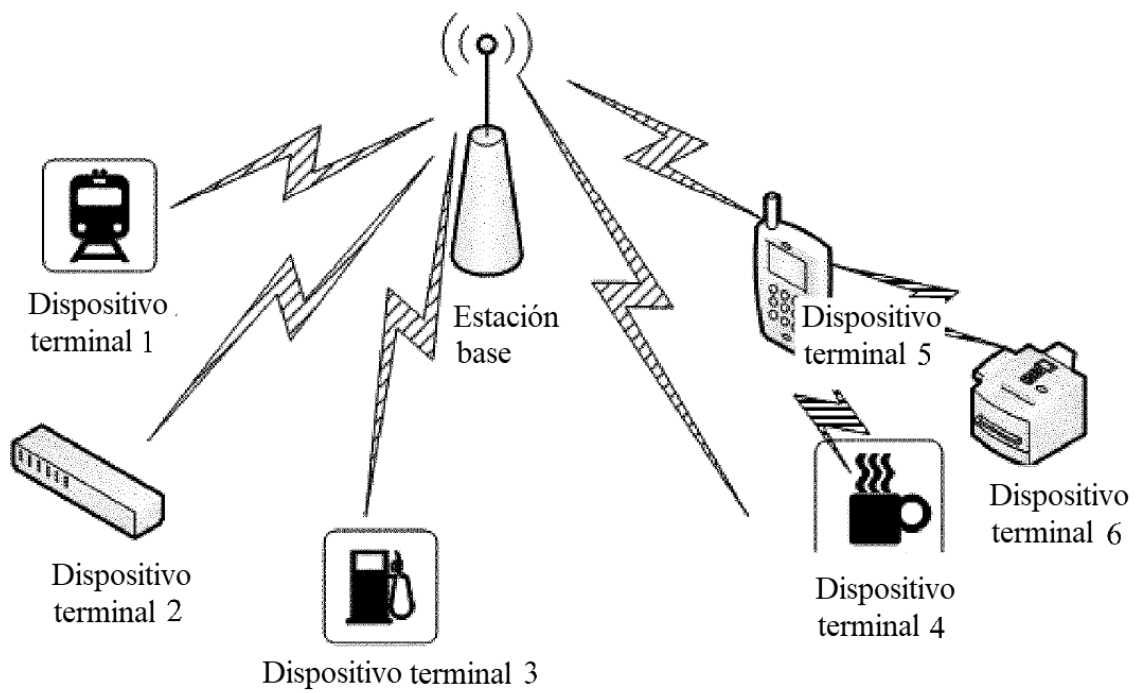 Dispositivo
terminal 1
Estación
base
Dispositivo
terminal 5
Dispositivo
terminal 6
Dispositivo
terminal 2
Dispositivo
terminal 4
Dispositivo terminal 3